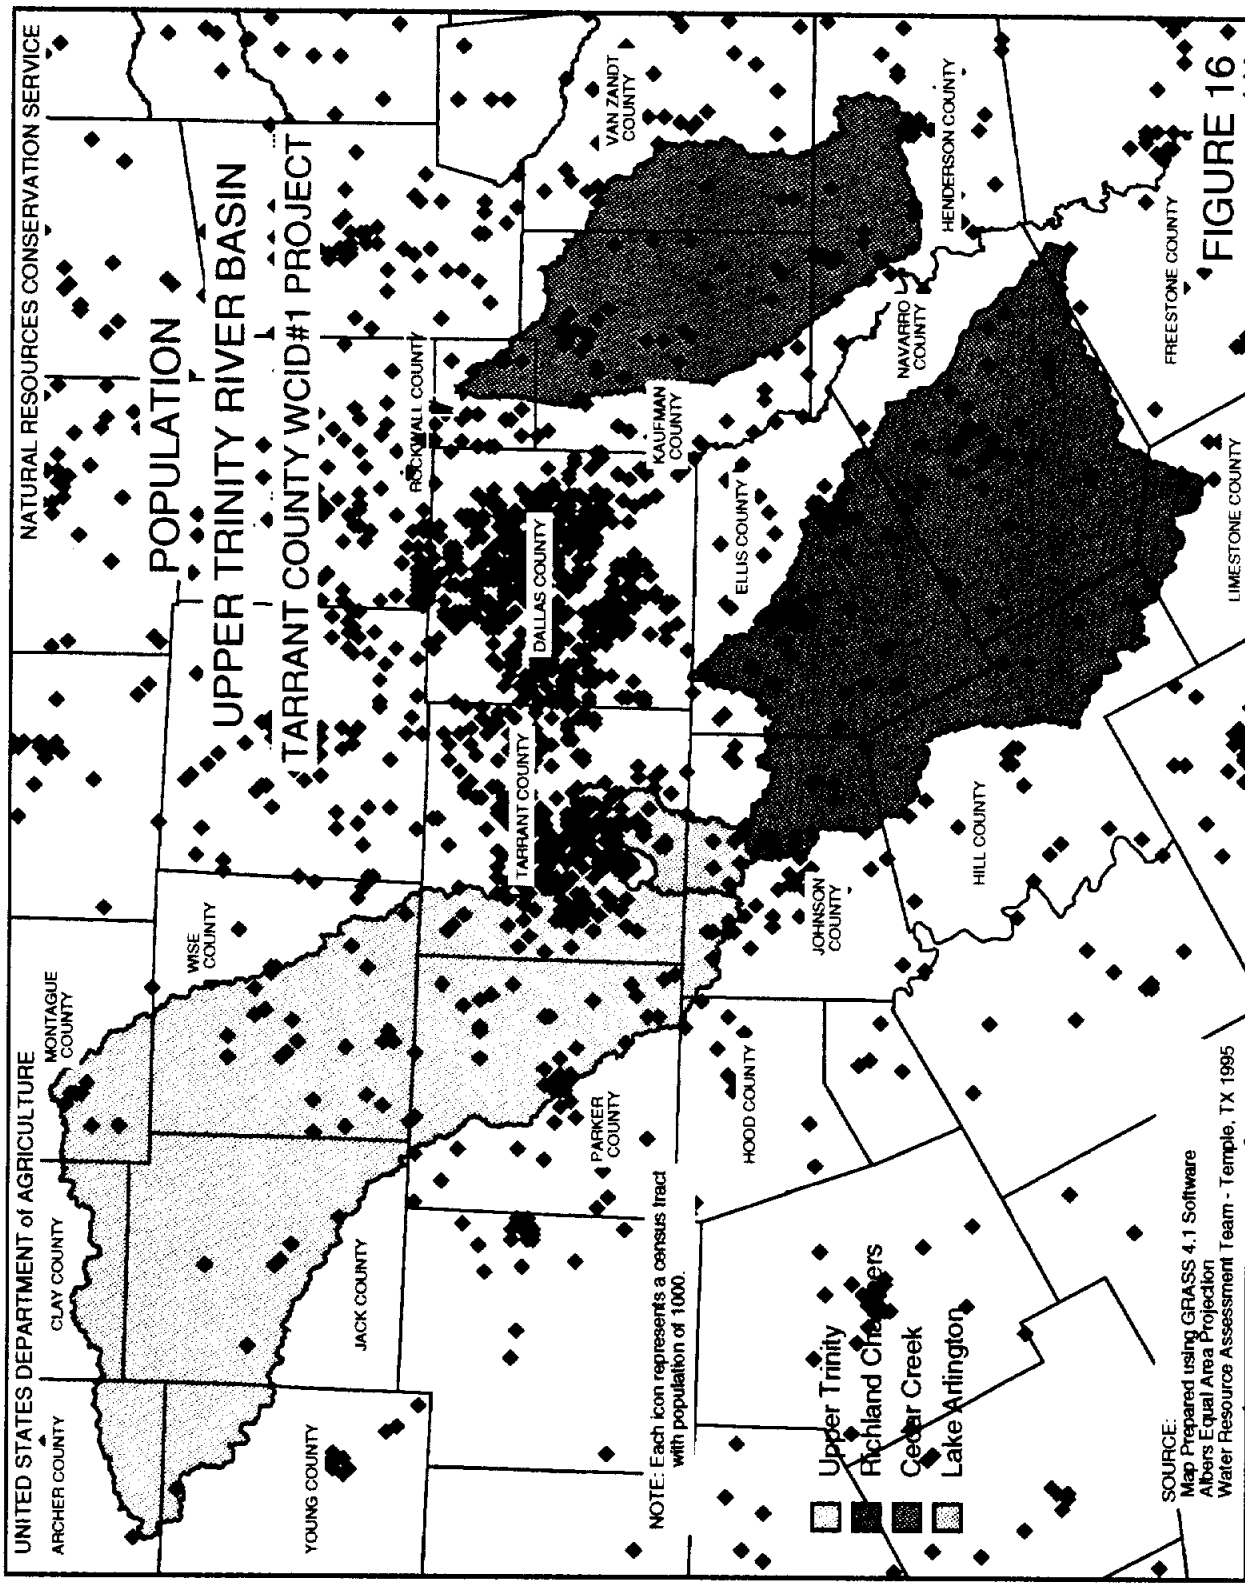 UNITED STATES DEPARTMENT of AGRICULTURE
NATURAL RESOURCES CONSERVATION SERVICE
POPULATION
UPPER TRINITY RIVER BASIN
TARRANT COUNTY WCID#1 PROJECT
ARCHER COUNTY
CLAY COUNTY
MONTAGUE
COUNTY
WISE
COUNTY
YOUNG COUNTY
JACK COUNTY
PARKER
COUNTY
TARRANT COUNTY
DALLAS COUNTY
ROCKWALL COUNTY
KAUFMAN
COUNTY
VAN ZANDT
COUNTY
HOOD COUNTY
JOHNSON
COUNTY
ELLIS COUNTY
NAVARRO
COUNTY
HENDERSON COUNTY
HILL COUNTY
FREESTONE COUNTY
LIMESTONE COUNTY
NOTE: Each icon represents a census tract
with population of 1000.
Upper Trinity
Richland Chambers
Cedar Creek
Lake Arlington
SOURCE:
Map Prepared using GRASS 4.1 Software
Albers Equal Area Projection
Water Resource Assessment Team - Temple, TX 1995
FIGURE 16